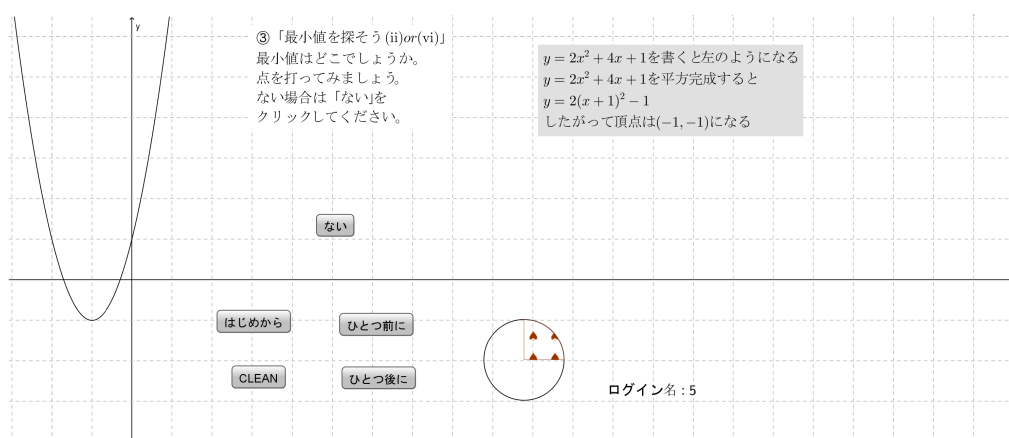 y
③「最小値を探そう(ii)or(vi)」
最小値はどこでしょうか。
点を打ってみましょう。
ない場合は「ない」を
クリックしてください。
y = 2x² + 4x + 1を書くと左のようになる
y = 2x² + 4x + 1を平方完成すると
y = 2(x + 1)² − 1
したがって頂点は(−1, −1)になる
ない
はじめから
ひとつ前に
CLEAN
ひとつ後に
ログイン名 : 5